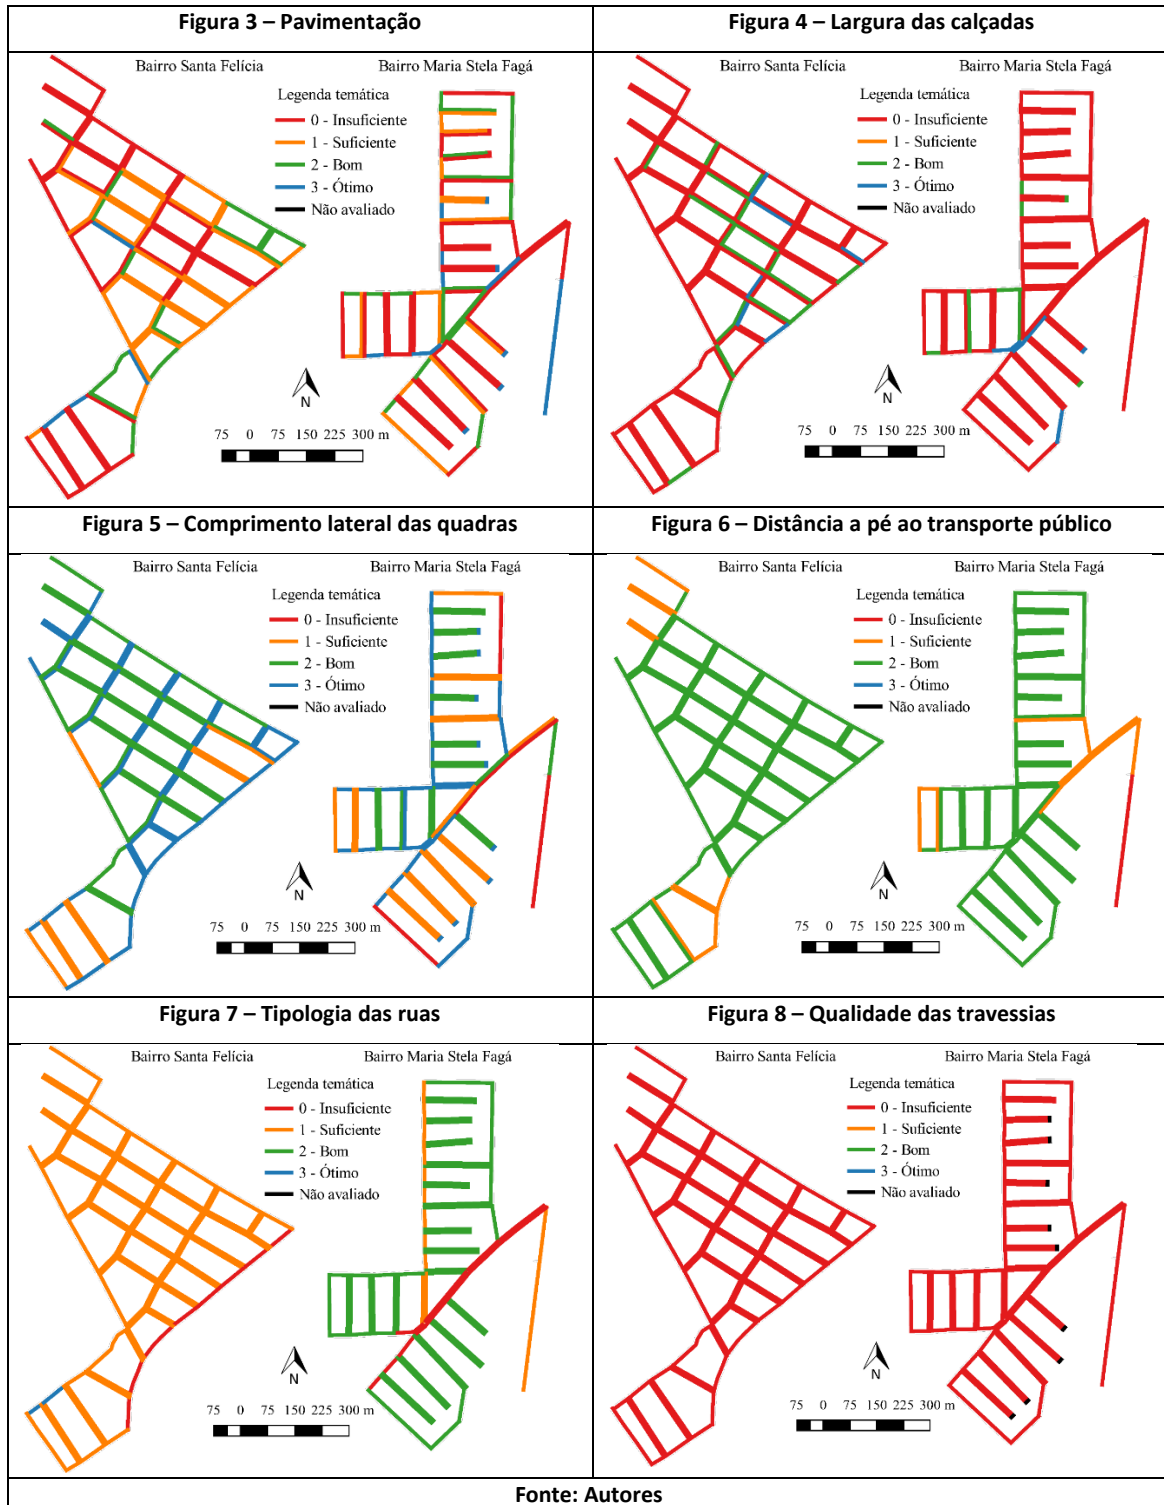 Figura 3 – Pavimentação
Figura 4 – Largura das calçadas
Bairro Santa Felícia
Bairro Maria Stela Fagá
Legenda temática
0 - Insuficiente
1 - Suficiente
2 - Bom
3 - Ótimo
Não avaliado
N
75 0 75 150 225 300 m
Bairro Santa Felícia
Bairro Maria Stela Fagá
Legenda temática
0 - Insuficiente
1 - Suficiente
2 - Bom
3 - Ótimo
Não avaliado
N
75 0 75 150 225 300 m
Figura 5 – Comprimento lateral das quadras
Figura 6 – Distância a pé ao transporte público
Bairro Santa Felícia
Bairro Maria Stela Fagá
Legenda temática
0 - Insuficiente
1 - Suficiente
2 - Bom
3 - Ótimo
Não avaliado
N
75 0 75 150 225 300 m
Bairro Santa Felícia
Bairro Maria Stela Fagá
Legenda temática
0 - Insuficiente
1 - Suficiente
2 - Bom
3 - Ótimo
Não avaliado
N
75 0 75 150 225 300 m
Figura 7 – Tipologia das ruas
Figura 8 – Qualidade das travessias
Bairro Santa Felícia
Bairro Maria Stela Fagá
Legenda temática
0 - Insuficiente
1 - Suficiente
2 - Bom
3 - Ótimo
Não avaliado
N
75 0 75 150 225 300 m
Bairro Santa Felícia
Bairro Maria Stela Fagá
Legenda temática
0 - Insuficiente
1 - Suficiente
2 - Bom
3 - Ótimo
Não avaliado
N
75 0 75 150 225 300 m
Fonte: Autores